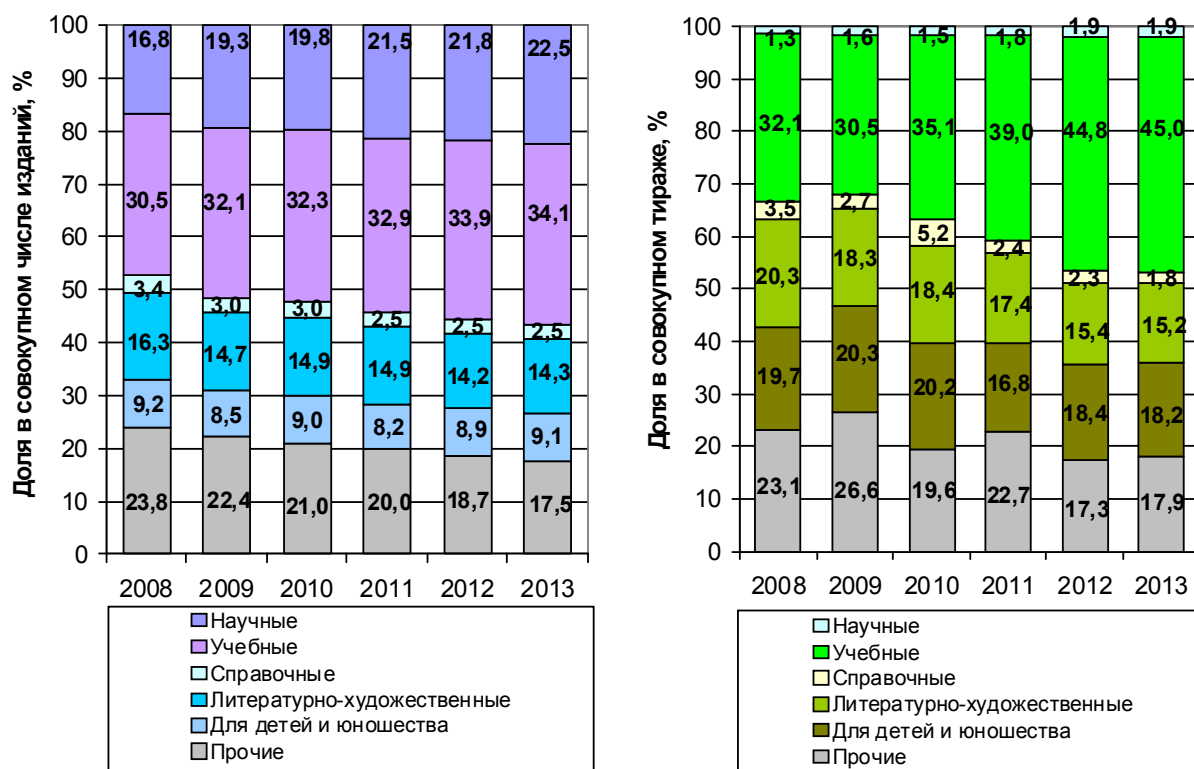 Доля в совокупном числе изданий, %
100
90
80
70
60
50
40
30
20
10
0
16,8 19,3 19,8 21,5 21,8 22,5
30,5 32,1 32,3 32,9 33,9 34,1
3,4 3,0 3,0 2,5 2,5 2,5
16,3 14,7 14,9 14,9 14,2 14,3
9,2 8,5 9,0 8,2 8,9 9,1
23,8 22,4 21,0 20,0 18,7 17,5
2008 2009 2010 2011 2012 2013
Научные
Учебные
Справочные
Литературно-художественные
Для детей и юношества
Прочие
Доля в совокупном тираже, %
100
90
80
70
60
50
40
30
20
10
0
1,3 1,6 1,5 1,8 1,9 1,9
32,1 30,5 35,1 39,0 44,8 45,0
3,5 2,7 5,2 2,4 2,3 1,8
20,3 18,3 18,4 17,4 15,4 15,2
19,7 20,3 20,2 16,8 18,4 18,2
23,1 26,6 19,6 22,7 17,3 17,9
2008 2009 2010 2011 2012 2013
Научные
Учебные
Справочные
Литературно-художественные
Для детей и юношества
Прочие